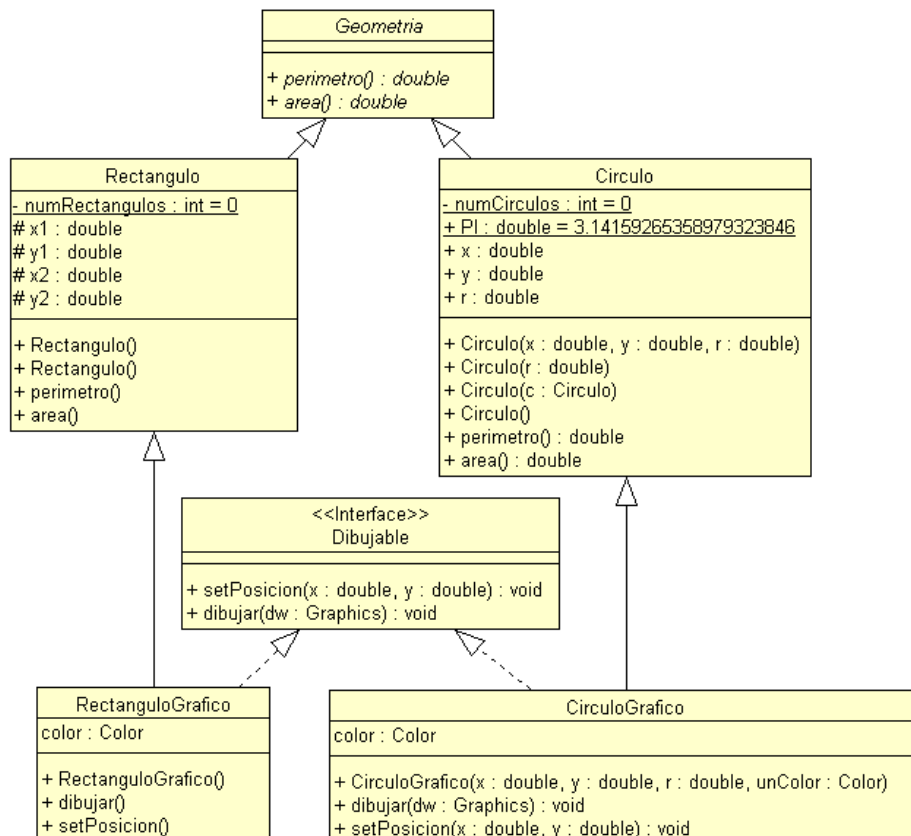 Geometria
+ perimetro() : double
+ area() : double
Rectangulo
- numRectangulos : int = 0
# x1 : double
# y1 : double
# x2 : double
# y2 : double
+ Rectangulo()
+ Rectangulo()
+ perimetro()
+ area()
Circulo
- numCirculos : int = 0
+ PI : double = 3.14159265358979323846
+ x : double
+ y : double
+ r : double
+ Circulo(x : double, y : double, r : double)
+ Circulo(r : double)
+ Circulo(c : Circulo)
+ Circulo()
+ perimetro() : double
+ area() : double
<<Interface>>
Dibujable
+ setPosicion(x : double, y : double) : void
+ dibujar(dw : Graphics) : void
RectanguloGrafico
color : Color
+ RectanguloGrafico()
+ dibujar()
+ setPosicion()
CirculoGrafico
color : Color
+ CirculoGrafico(x : double, y : double, r : double, unColor : Color)
+ dibujar(dw : Graphics) : void
+ setPosicion(x : double, y : double) : void